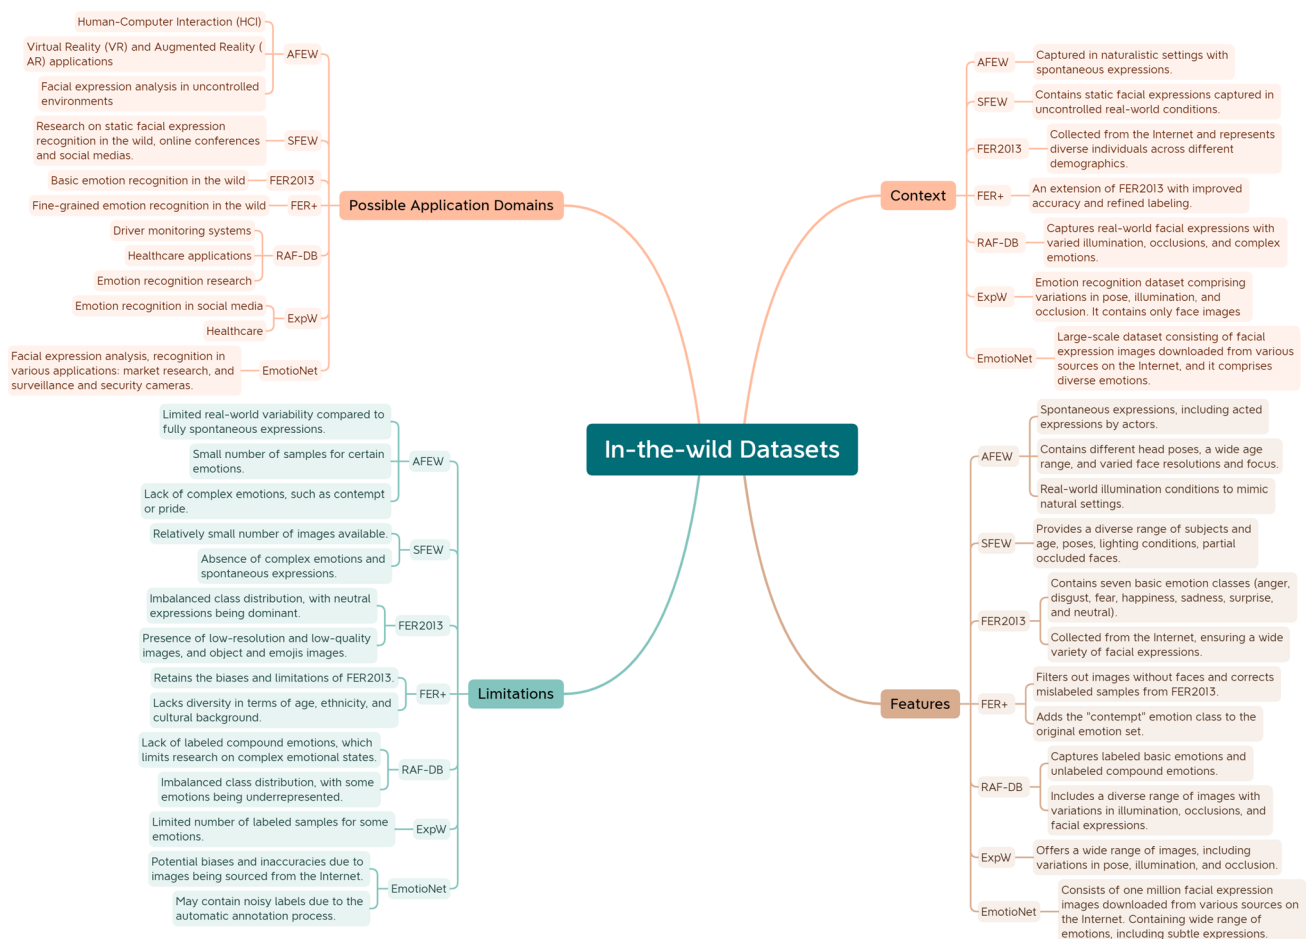 In-the-wild Datasets
Possible Application Domains
AFEW
Human-Computer Interaction (HCI)
Virtual Reality (VR) and Augmented Reality (
AR) applications
Facial expression analysis in uncontrolled
environments
SFEW
Research on static facial expression
recognition in the wild, online conferences
and social medias.
FER2013
Basic emotion recognition in the wild
FER+
Fine-grained emotion recognition in the wild
RAF-DB
Driver monitoring systems
Healthcare applications
Emotion recognition research
ExpW
Emotion recognition in social media
Healthcare
EmotioNet
Facial expression analysis, recognition in
various applications: market research, and
surveillance and security cameras.
Limitations
AFEW
Limited real-world variability compared to
fully spontaneous expressions.
Small number of samples for certain
emotions.
Lack of complex emotions, such as contempt
or pride.
SFEW
Relatively small number of images available.
Absence of complex emotions and
spontaneous expressions.
FER2013
Imbalanced class distribution, with neutral
expressions being dominant.
Presence of low-resolution and low-quality
images, and object and emojis images.
FER+
Retains the biases and limitations of FER2013.
Lacks diversity in terms of age, ethnicity, and
cultural background.
RAF-DB
Lack of labeled compound emotions, which
limits research on complex emotional states.
Imbalanced class distribution, with some
emotions being underrepresented.
ExpW
Limited number of labeled samples for some
emotions.
EmotioNet
Potential biases and inaccuracies due to
images being sourced from the Internet.
May contain noisy labels due to the
automatic annotation process.
Context
AFEW
Captured in naturalistic settings with
spontaneous expressions.
SFEW
Contains static facial expressions captured in
uncontrolled real-world conditions.
FER2013
Collected from the Internet and represents
diverse individuals across different
demographics.
FER+
An extension of FER2013 with improved
accuracy and refined labeling.
RAF-DB
Captures real-world facial expressions with
varied illumination, occlusions, and complex
emotions.
ExpW
Emotion recognition dataset comprising
variations in pose, illumination, and
occlusion. It contains only face images
EmotioNet
Large-scale dataset consisting of facial
expression images downloaded from various
sources on the Internet, and it comprises
diverse emotions.
Features
AFEW
Spontaneous expressions, including acted
expressions by actors.
Contains different head poses, a wide age
range, and varied face resolutions and focus.
Real-world illumination conditions to mimic
natural settings.
SFEW
Provides a diverse range of subjects and
age, poses, lighting conditions, partial
occluded faces.
FER2013
Contains seven basic emotion classes (anger,
disgust, fear, happiness, sadness, surprise,
and neutral).
Collected from the Internet, ensuring a wide
variety of facial expressions.
FER+
Filters out images without faces and corrects
mislabeled samples from FER2013.
Adds the "contempt" emotion class to the
original emotion set.
RAF-DB
Captures labeled basic emotions and
unlabeled compound emotions.
Includes a diverse range of images with
variations in illumination, occlusions, and
facial expressions.
ExpW
Offers a wide range of images, including
variations in pose, illumination, and occlusion.
EmotioNet
Consists of one million facial expression
images downloaded from various sources on
the Internet. Containing wide range of
emotions, including subtle expressions.